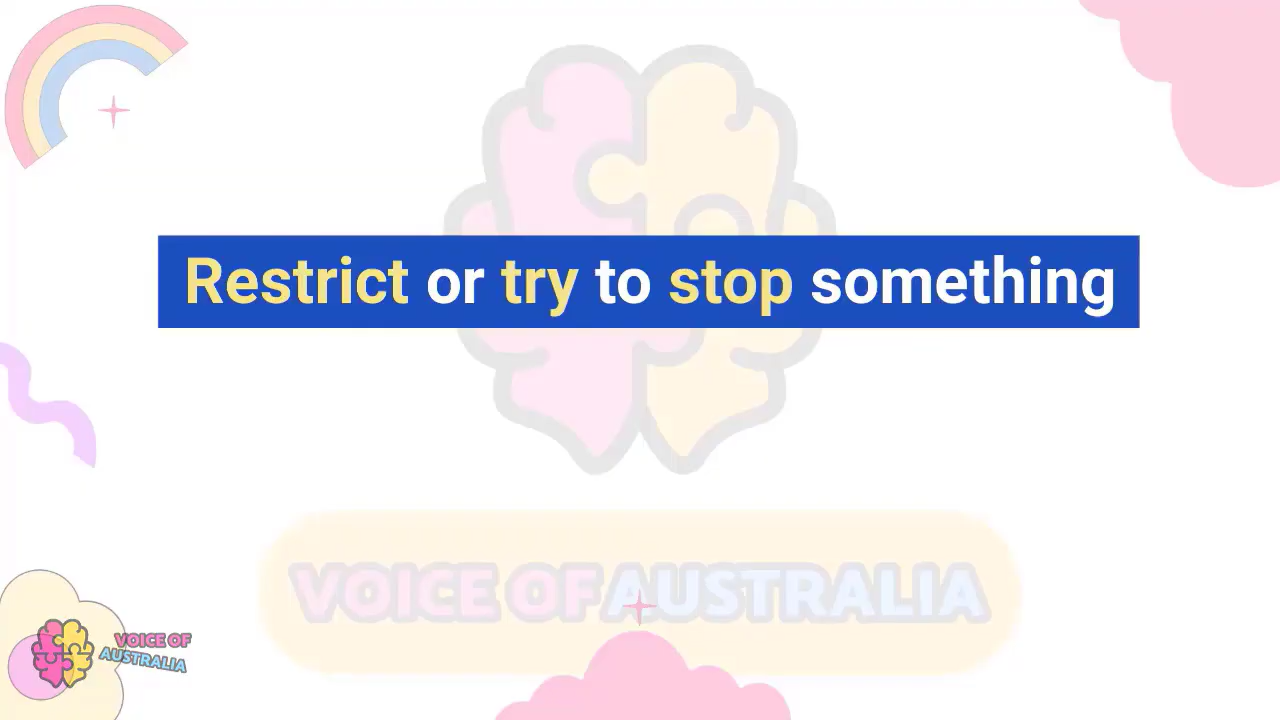 Restrict or try to stop something
VOICE OF AUSTRALIA
VOICE OF
AUSTRALIA